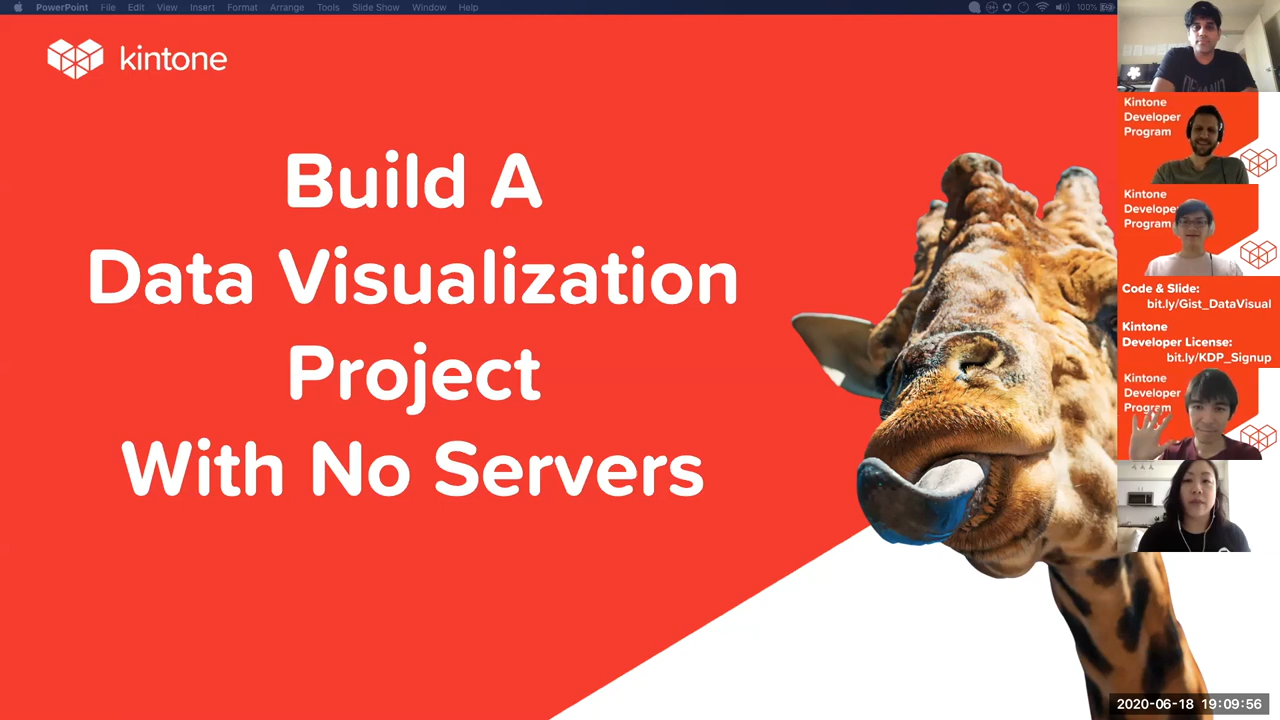 PowerPoint File Edit View Insert Format Arrange Tools Slide Show Window Help 100%
kintone
Build A
Data Visualization
Project
With No Servers
Kintone
Developer
Program
Kintone
Developer
Program
Code & Slide:
bit.ly/Gist_DataVisual
Kintone
Developer License:
bit.ly/KDP_Signup
Kintone
Developer
Program
2020-06-18 19:09:56